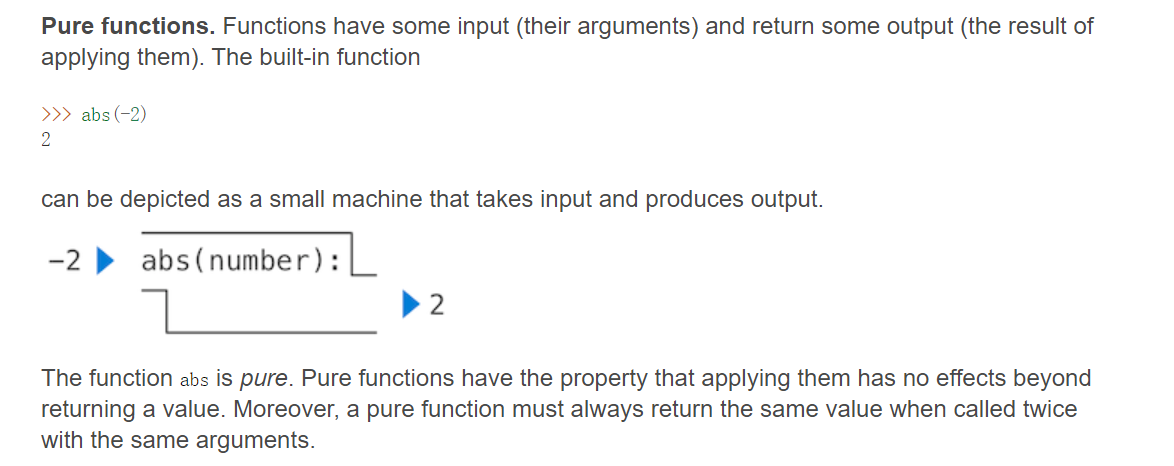 Pure functions. Functions have some input (their arguments) and return some output (the result of
applying them). The built-in function
>>> abs(-2)
2
can be depicted as a small machine that takes input and produces output.
-2 abs(number):
2
The function abs is pure. Pure functions have the property that applying them has no effects beyond
returning a value. Moreover, a pure function must always return the same value when called twice
with the same arguments.